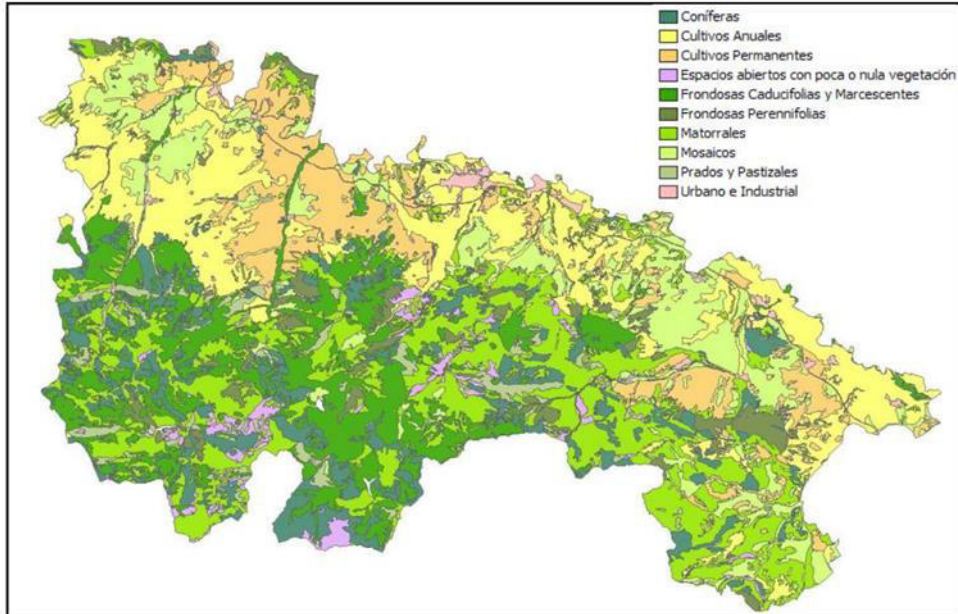 Coníferas
Cultivos Anuales
Cultivos Permanentes
Espacios abiertos con poca o nula vegetación
Frondosas Caducifolias y Marcescentes
Frondosas Perennifolias
Matorrales
Mosaicos
Prados y Pastizales
Urbano e Industrial